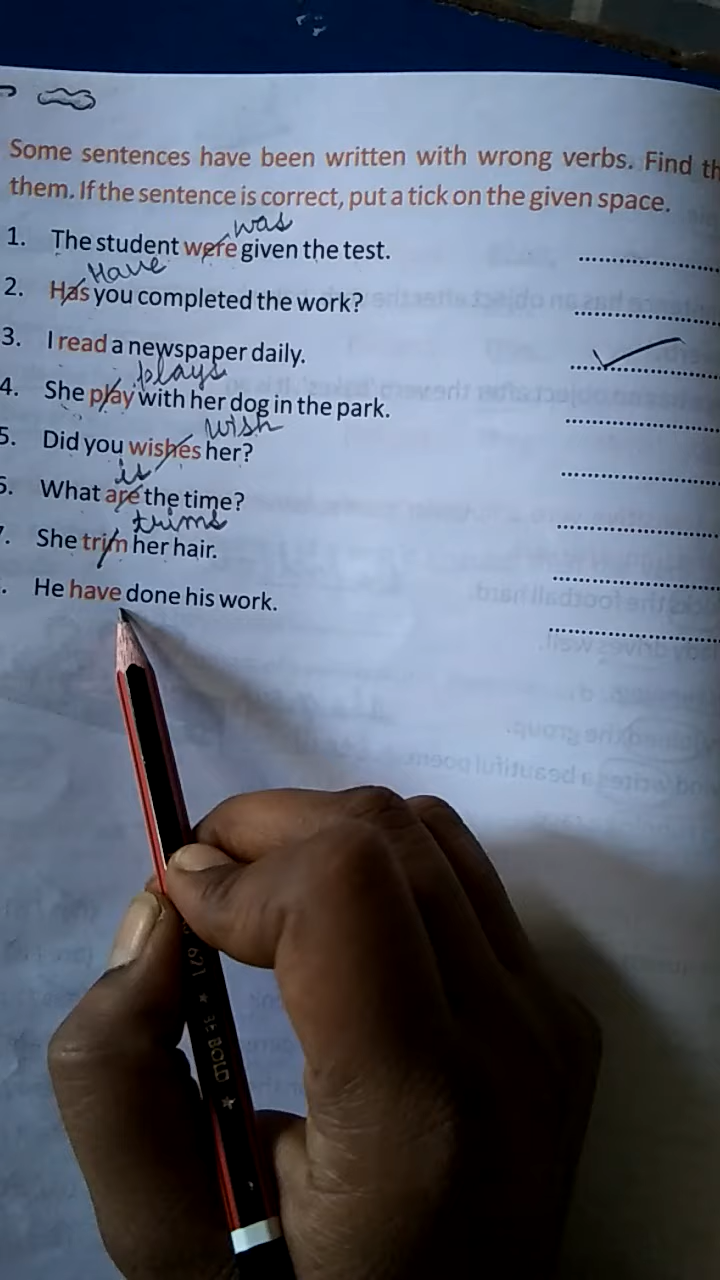 Some sentences have been written with wrong verbs. Find th
them. If the sentence is correct, put a tick on the given space.
was
1. The student were given the test. ........................
Have
2. Has you completed the work? ........................
3. I read a newspaper daily. ........................
plays
4. She play with her dog in the park. ........................
wish
5. Did you wishes her? ........................
is
6. What are the time? ........................
trims
7. She trim her hair. ........................
. He have done his work. ........................
621 ★ BOLD ★